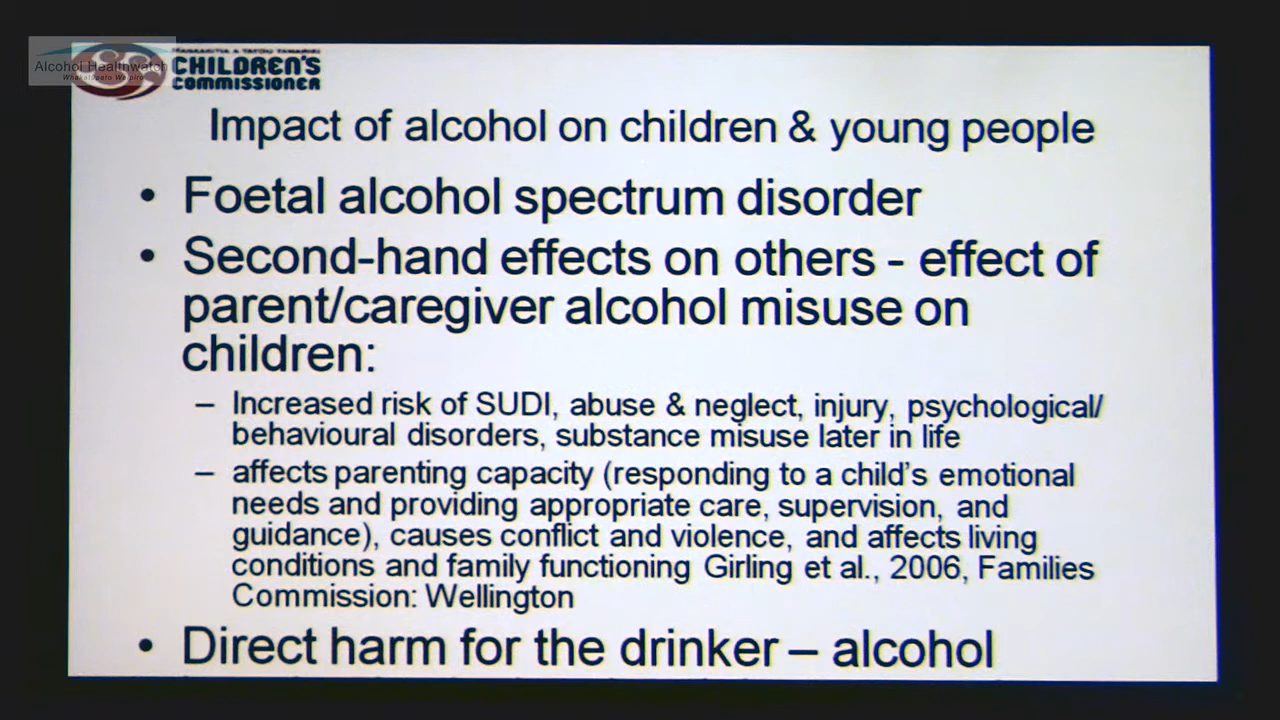 Alcohol Healthwatch
Whakatūpato Waipiro
CHILDREN'S
COMMISSIONER
Impact of alcohol on children & young people
• Foetal alcohol spectrum disorder
• Second-hand effects on others - effect of
parent/caregiver alcohol misuse on
children:
– Increased risk of SUDI, abuse & neglect, injury, psychological/
behavioural disorders, substance misuse later in life
– affects parenting capacity (responding to a child's emotional
needs and providing appropriate care, supervision, and
guidance), causes conflict and violence, and affects living
conditions and family functioning Girling et al., 2006, Families
Commission: Wellington
• Direct harm for the drinker – alcohol